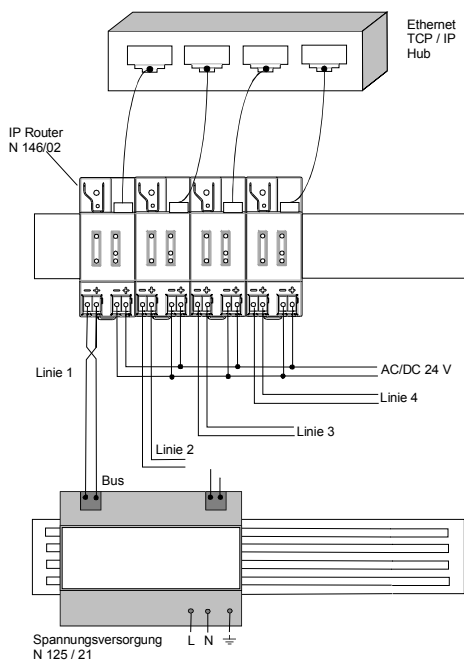 Ethernet
TCP / IP
Hub
IP Router
N 146/02
AC/DC 24 V
Linie 1
Linie 4
Linie 3
Linie 2
Bus
L N
Spannungsversorgung
N 125 / 21